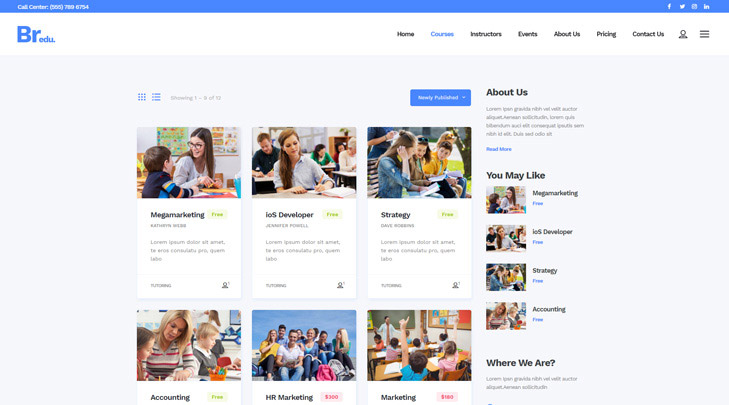 Call Center: (555) 789 6754
Br edu.
Home Courses Instructors Events About Us Pricing Contact Us
Showing 1 – 8 of 12
Newly Published
Megamarketing Free
KATHRYN WEBB
Lorem ipsum dolor sit amet,
te eros consulatu pro, quem
labo
TUTORING
ioS Developer Free
JENNIFER POWELL
Lorem ipsum dolor sit amet,
te eros consulatu pro, quem
labo
TUTORING
Strategy Free
DAVE ROBBINS
Lorem ipsum dolor sit amet,
te eros consulatu pro, quem
labo
TUTORING
Accounting Free
HR Marketing $300
Marketing $180
About Us
Lorem ipen gravida nibh vel velit auctor
aliquet.Aenean sollicitudin, lorem quis
bibendum auci elit consequat ipsutis sem
nibh id elit. Duis sed odio sit
Read More
You May Like
Megamarketing
Free
ioS Developer
Free
Strategy
Free
Accounting
Free
Where We Are?
Lorem ipen gravida nibh vel velit auctor
aliquet.Aenean sollicitudin